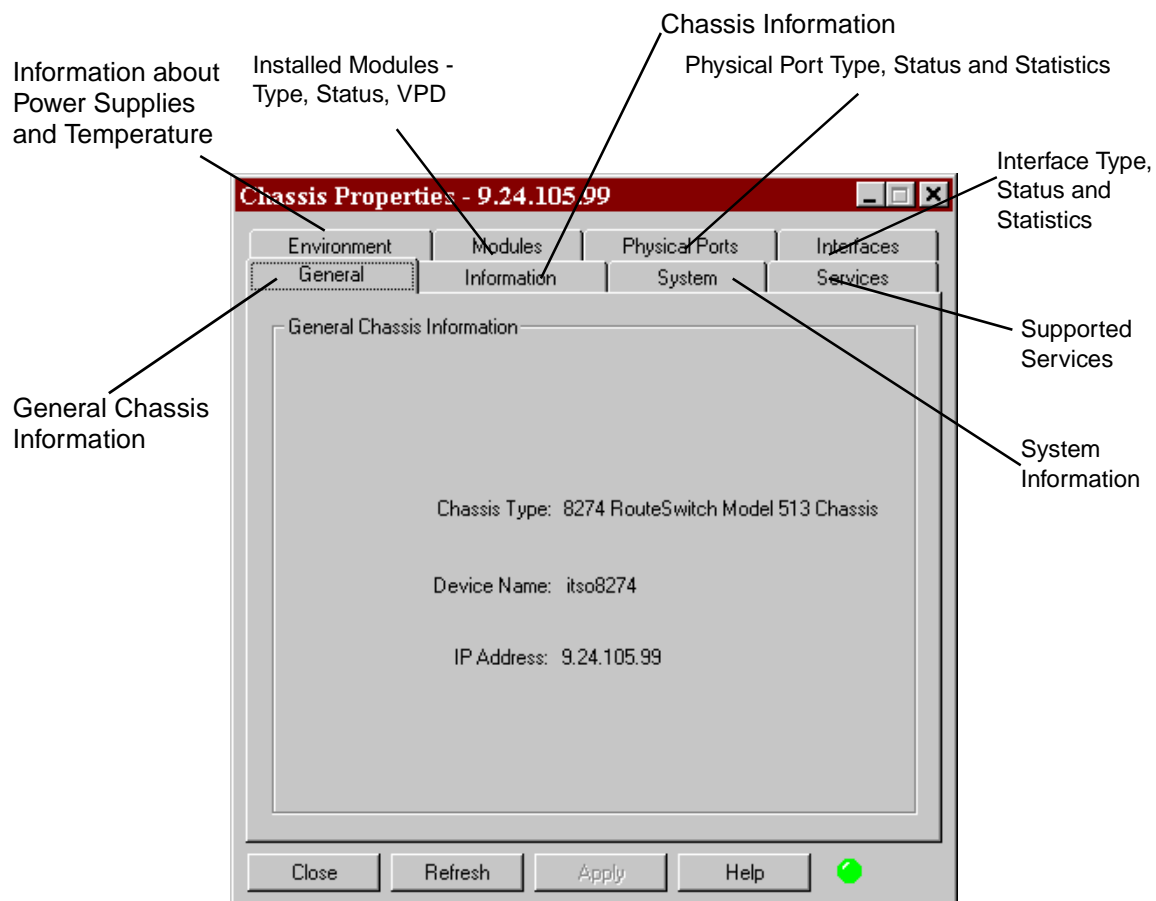 Chassis Information
Information about
Power Supplies
and Temperature
Installed Modules -
Type, Status, VPD
Physical Port Type, Status and Statistics
Interface Type,
Status and
Statistics
Chassis Properties - 9.24.105.99
Environment Modules Physical Ports Interfaces
General Information System Services
General Chassis Information
Supported
Services
General Chassis
Information
System
Information
Chassis Type: 8274 RouteSwitch Model 513 Chassis
Device Name: itso8274
IP Address: 9.24.105.99
Close Refresh Apply Help